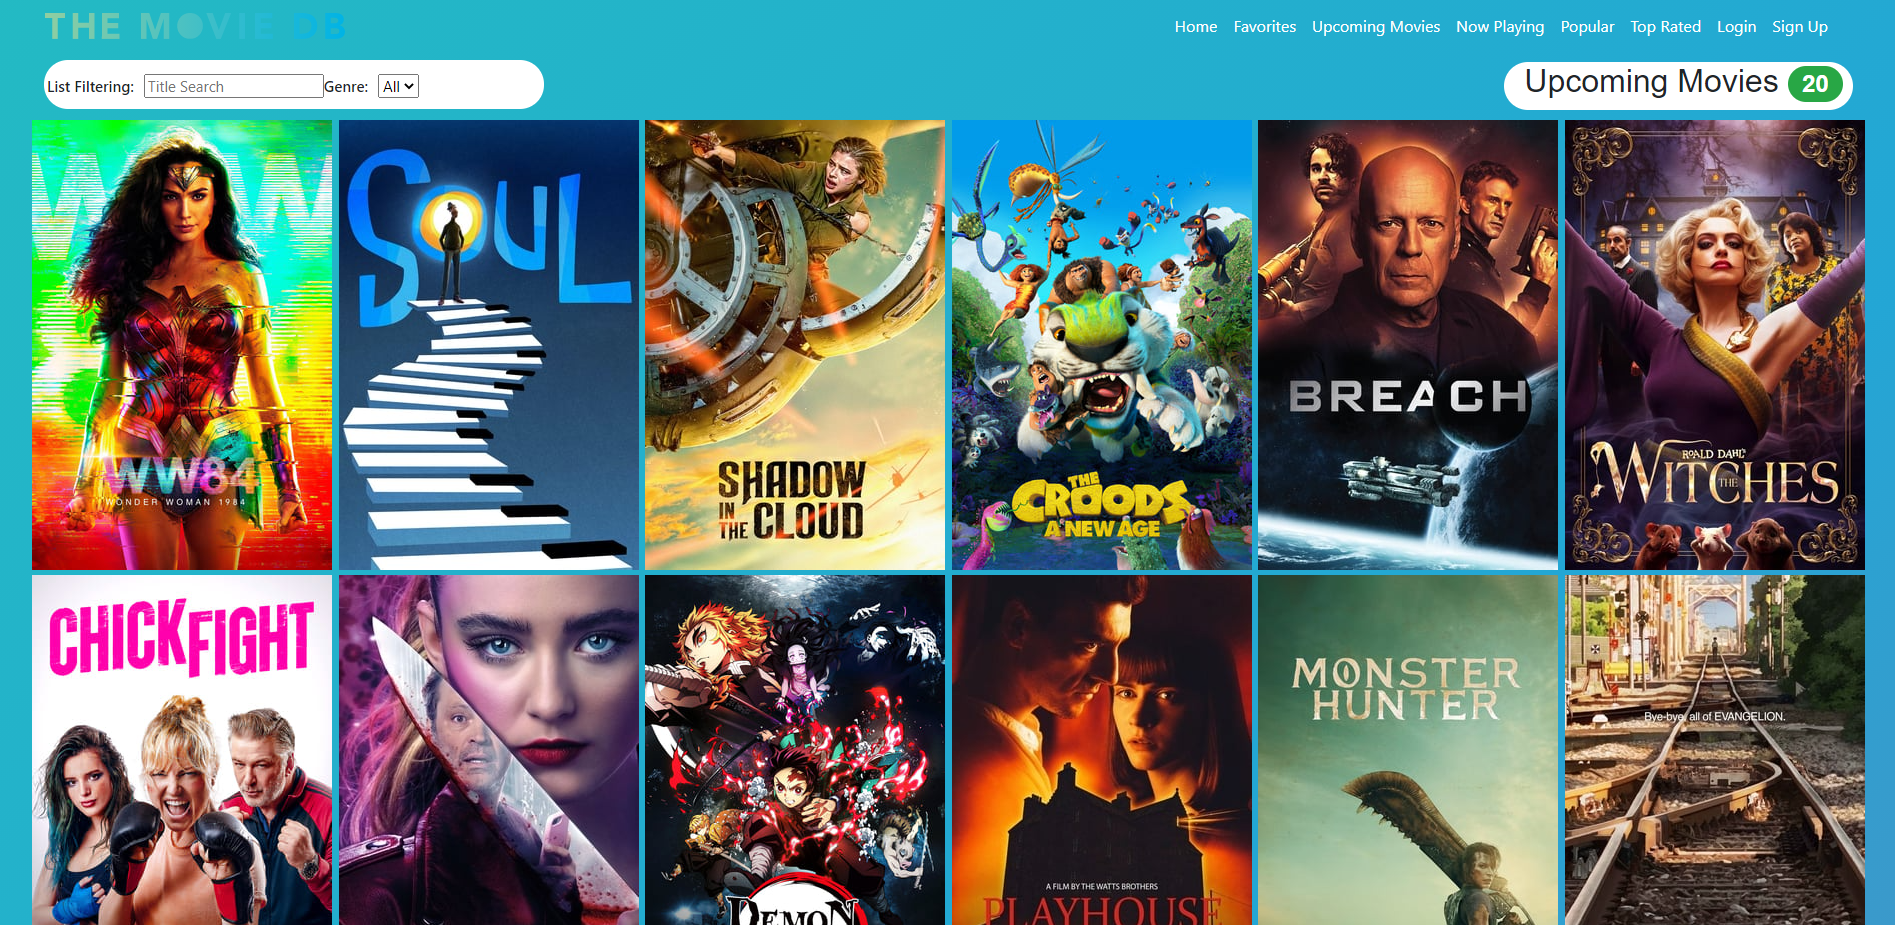 THE MOVIE DB
Home Favorites Upcoming Movies Now Playing Popular Top Rated Login Sign Up
List Filtering: Title Search Genre: All
Upcoming Movies 20
WW84
WONDER WOMAN 1984
SOUL
SHADOW
IN THE CLOUD
THE
CROODS
A NEW AGE
BREACH
ROALD DAHL'S
THE WITCHES
CHICKFIGHT
DEMON
A FILM BY THE WATTS BROTHERS
PLAYHOUSE
MONSTER
HUNTER
Bye-bye, all of EVANGELION.